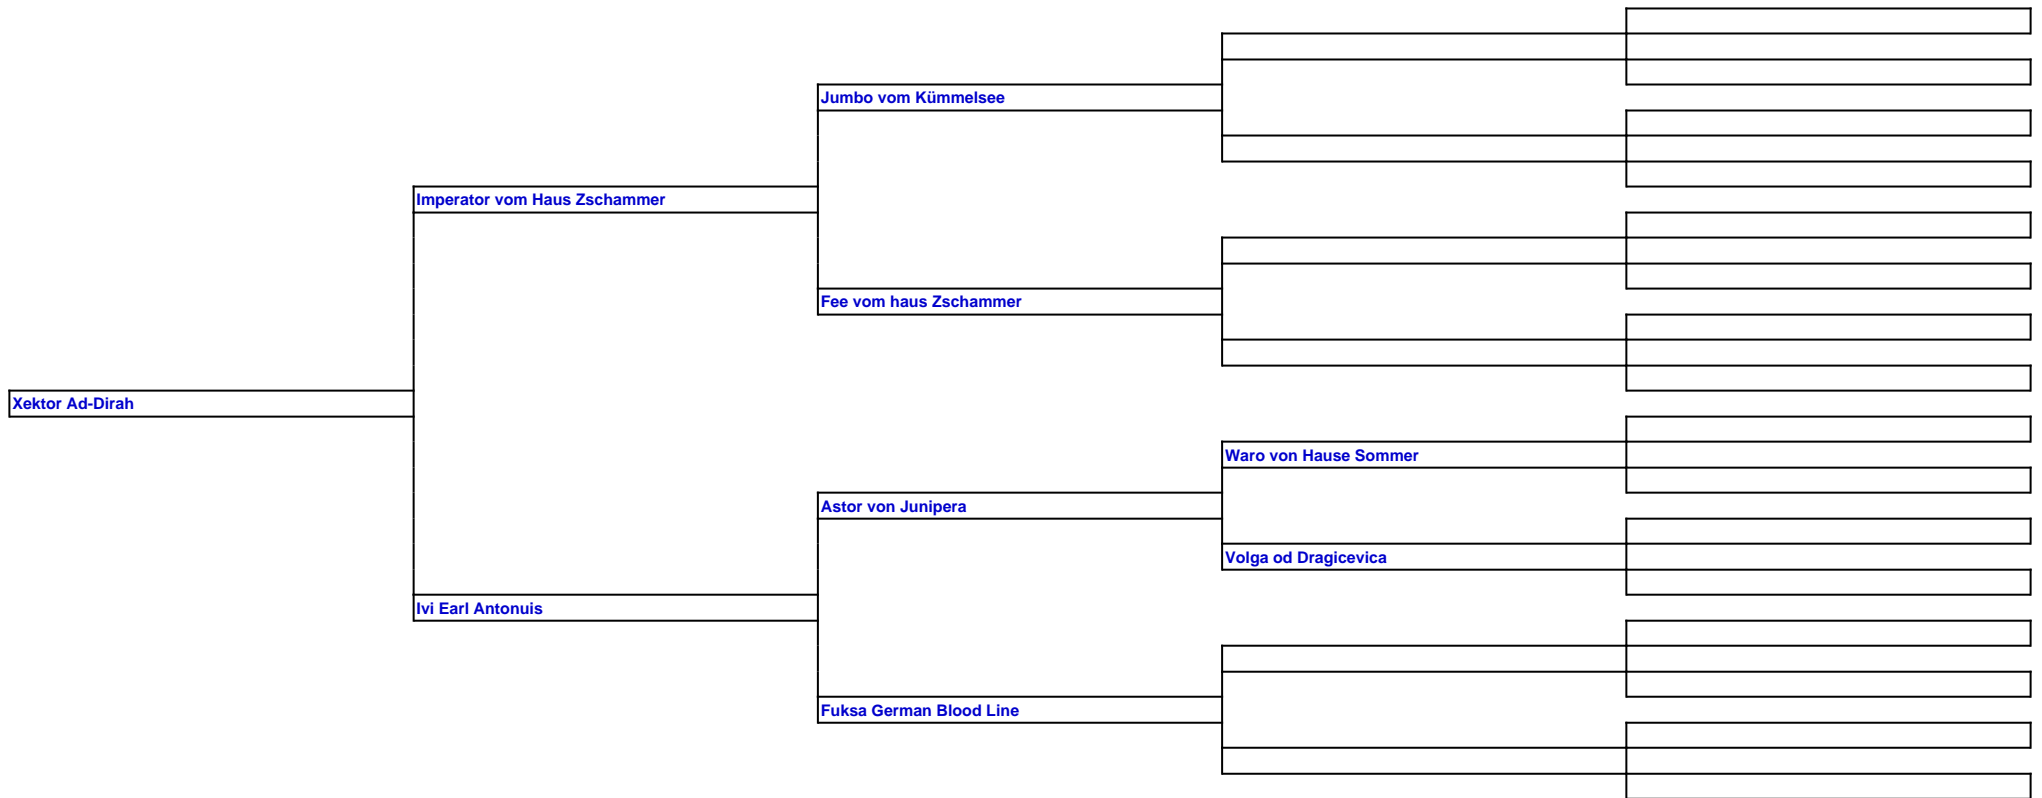 Jumbo vom Kümmelsee
Imperator vom Haus Zschammer
Fee vom haus Zschammer
Xektor Ad-Dirah
Waro von Hause Sommer
Astor von Junipera
Volga od Dragicevica
Ivi Earl Antonuis
Fuksa German Blood Line